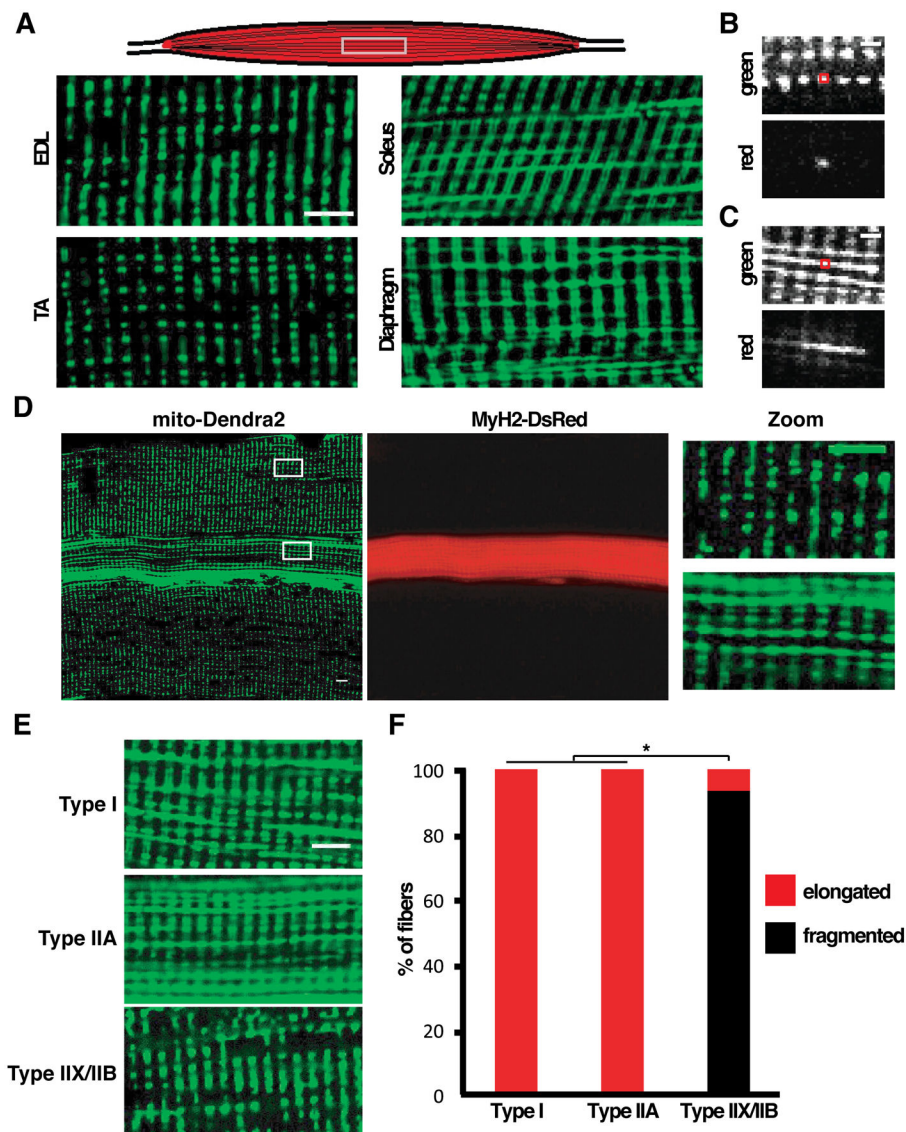 A
EDL
Soleus
TA
Diaphragm
B
green
red
C
green
red
D
mito-Dendra2
MyH2-DsRed
Zoom
E
Type I
Type IIA
Type IIX/IIB
F
*
100
80
60
40
20
0
% of fibers
Type I
Type IIA
Type IIX/IIB
elongated
fragmented